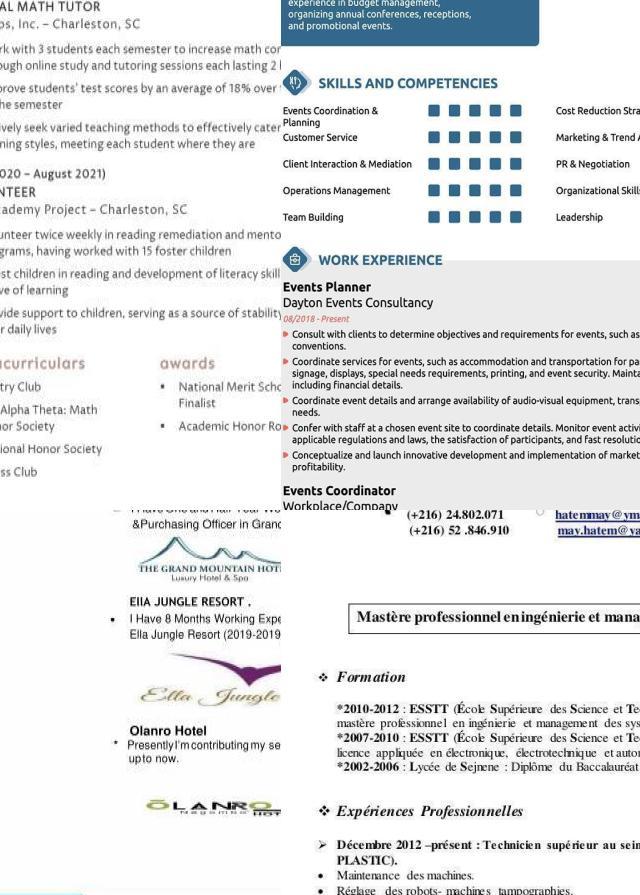 AL MATH TUTOR
ps, Inc. – Charleston, SC
rk with 3 students each semester to increase math con
ough online study and tutoring sessions each lasting 2
prove students' test scores by an average of 18% over
he semester
ively seek varied teaching methods to effectively cater
ning styles, meeting each student where they are
020 – August 2021)
NTEER
cademy Project – Charleston, SC
unteer twice weekly in reading remediation and mento
grams, having worked with 15 foster children
st children in reading and development of literacy skill
ve of learning
vide support to children, serving as a source of stability
r daily lives
acurriculars
try Club
Alpha Theta: Math
or Society
ional Honor Society
ss Club
awards
▪ National Merit Scho
Finalist
▪ Academic Honor Ro
experience in budget management,
organizing annual conferences, receptions,
and promotional events.
SKILLS AND COMPETENCIES
Events Coordination &
Planning
Customer Service
Client Interaction & Mediation
Operations Management
Team Building
Cost Reduction Stra
Marketing & Trend A
PR & Negotiation
Organizational Skills
Leadership
WORK EXPERIENCE
Events Planner
Dayton Events Consultancy
08/2018 - Present
Consult with clients to determine objectives and requirements for events, such as
conventions.
Coordinate services for events, such as accommodation and transportation for pa
signage, displays, special needs requirements, printing, and event security. Mainta
including financial details.
Coordinate event details and arrange availability of audio-visual equipment, trans
needs.
Confer with staff at a chosen event site to coordinate details. Monitor event activi
applicable regulations and laws, the satisfaction of participants, and fast resolutio
Conceptualize and launch innovative development and implementation of market
profitability.
Events Coordinator
Workplace/Company
&Purchasing Officer in Grand
THE GRAND MOUNTAIN HOT
Luxury Hotel & Spa
EllA JUNGLE RESORT .
• I Have 8 Months Working Expe
Ella Jungle Resort (2019-2019
Ella Jungle
Olanro Hotel
* Presently I'm contributing my se
upto now.
OLANRO
Negombo HOT
(+216) 24.802.071
(+216) 52 .846.910
hatemmay@ym
may.hatem@ya
Mastère professionnel en ingénierie et mana
❖ Formation
*2010-2012 : ESSTT (École Supérieure des Science et Te
mastère professionnel en ingénierie et management des sys
*2007-2010 : ESSTT (École Supérieure des Science et Te
licence appliquée en électronique, électrotechnique et autor
*2002-2006 : Lycée de Sejnene : Diplôme du Baccalauréat
❖ Expériences Professionnelles
➢ Décembre 2012 –présent : Technicien supérieur au sein
PLASTIC).
• Maintenance des machines.
• Réglage des robots- machines tampographies.